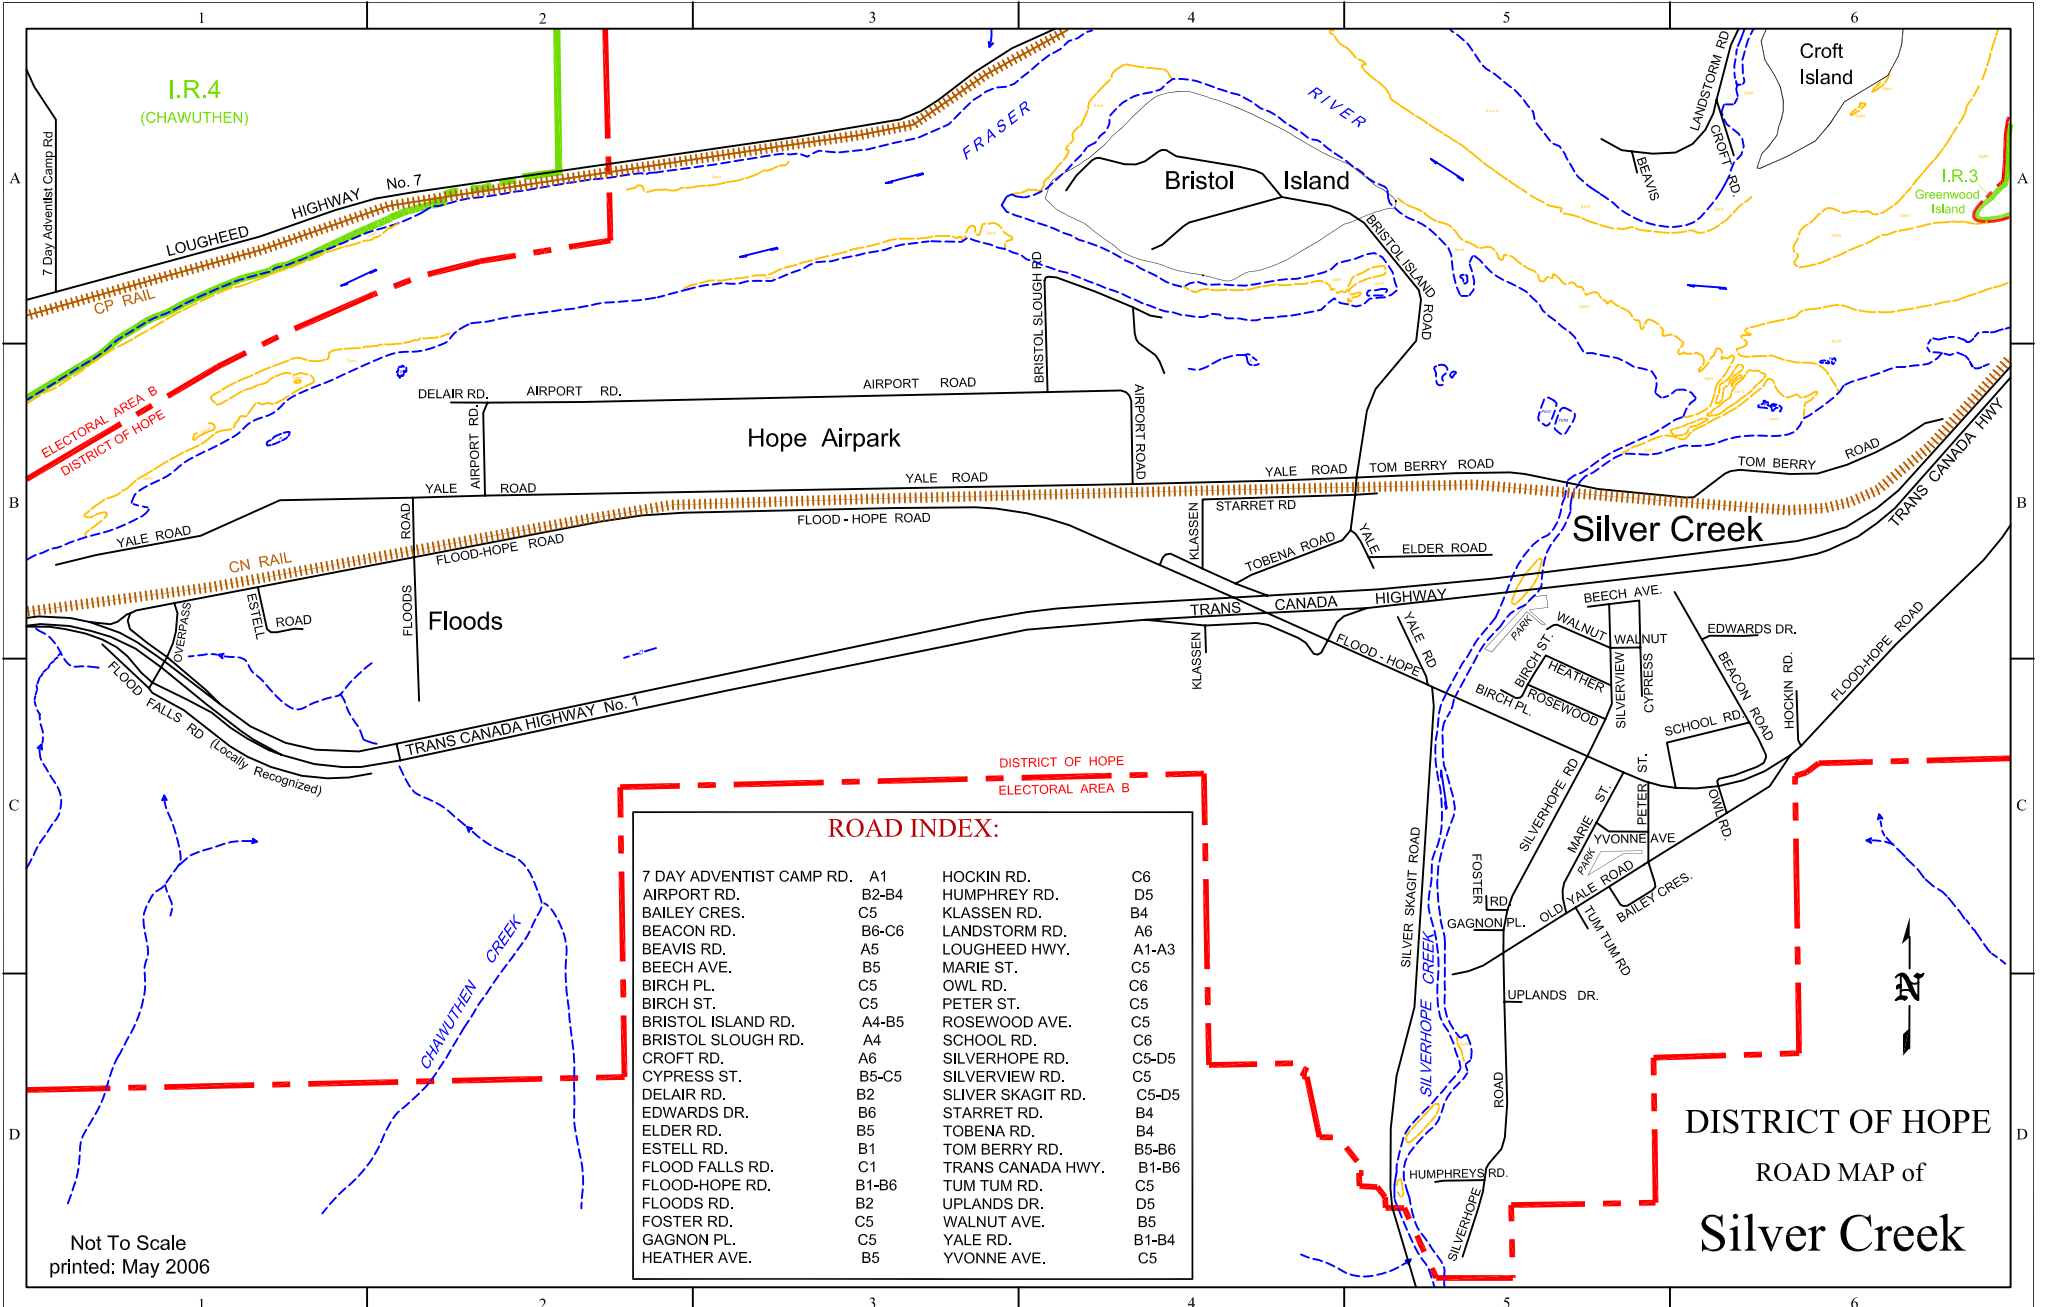 1 2 3 4 5 6
A
B
C
D
A
B
C
D
1 2 3 4 5 6
I.R.4
(CHAWUTHEN)
7 Day Adventist Camp Rd
LOUGHEED HIGHWAY No. 7
CP RAIL
ELECTORAL AREA B
DISTRICT OF HOPE
FRASER RIVER
Bristol Island
BRISTOL ISLAND ROAD
BRISTOL SLOUGH RD
LANDSTORM RD
CROFT RD.
BEAVIS
Croft
Island
I.R.3
Greenwood
Island
DELAIR RD.
AIRPORT RD.
AIRPORT ROAD
AIRPORT RD.
AIRPORT ROAD
Hope Airpark
YALE ROAD
YALE ROAD
YALE ROAD
YALE ROAD
TOM BERRY ROAD
TOM BERRY ROAD
TRANS CANADA HWY
CN RAIL
FLOOD-HOPE ROAD
FLOOD - HOPE ROAD
FLOODS ROAD
Floods
OVERPASS
ESTELL ROAD
KLASSEN
STARRET RD
TOBENA ROAD
YALE
ELDER ROAD
Silver Creek
TRANS CANADA HIGHWAY
KLASSEN
FLOOD - HOPE
YALE RD
PARK
BEECH AVE.
WALNUT
WALNUT
BIRCH ST.
HEATHER
ROSEWOOD
BIRCH PL.
SILVERVIEW
CYPRESS
EDWARDS DR.
BEACON ROAD
HOCKIN RD.
SCHOOL RD.
FLOOD-HOPE ROAD
FLOOD FALLS RD (Locally Recognized)
TRANS CANADA HIGHWAY No. 1
DISTRICT OF HOPE
ELECTORAL AREA B
SILVERHOPE RD
MARIE ST.
PETER ST.
YVONNE AVE
PARK
OWL RD.
OLD YALE ROAD
BAILEY CRES.
TUM TUM RD
FOSTER RD.
GAGNON PL.
SILVER SKAGIT ROAD
SILVERHOPE CREEK
UPLANDS DR.
HUMPHREYS RD.
SILVERHOPE ROAD
CHAWUTHEN CREEK
ROAD INDEX:
7 DAY ADVENTIST CAMP RD. A1 HOCKIN RD. C6
AIRPORT RD. B2-B4 HUMPHREY RD. D5
BAILEY CRES. C5 KLASSEN RD. B4
BEACON RD. B6-C6 LANDSTORM RD. A6
BEAVIS RD. A5 LOUGHEED HWY. A1-A3
BEECH AVE. B5 MARIE ST. C5
BIRCH PL. C5 OWL RD. C6
BIRCH ST. C5 PETER ST. C5
BRISTOL ISLAND RD. A4-B5 ROSEWOOD AVE. C5
BRISTOL SLOUGH RD. A4 SCHOOL RD. C6
CROFT RD. A6 SILVERHOPE RD. C5-D5
CYPRESS ST. B5-C5 SILVERVIEW RD. C5
DELAIR RD. B2 SLIVER SKAGIT RD. C5-D5
EDWARDS DR. B6 STARRET RD. B4
ELDER RD. B5 TOBENA RD. B4
ESTELL RD. B1 TOM BERRY RD. B5-B6
FLOOD FALLS RD. C1 TRANS CANADA HWY. B1-B6
FLOOD-HOPE RD. B1-B6 TUM TUM RD. C5
FLOODS RD. B2 UPLANDS DR. D5
FOSTER RD. C5 WALNUT AVE. B5
GAGNON PL. C5 YALE RD. B1-B4
HEATHER AVE. B5 YVONNE AVE. C5
Not To Scale
printed: May 2006
N
DISTRICT OF HOPE
ROAD MAP of
Silver Creek